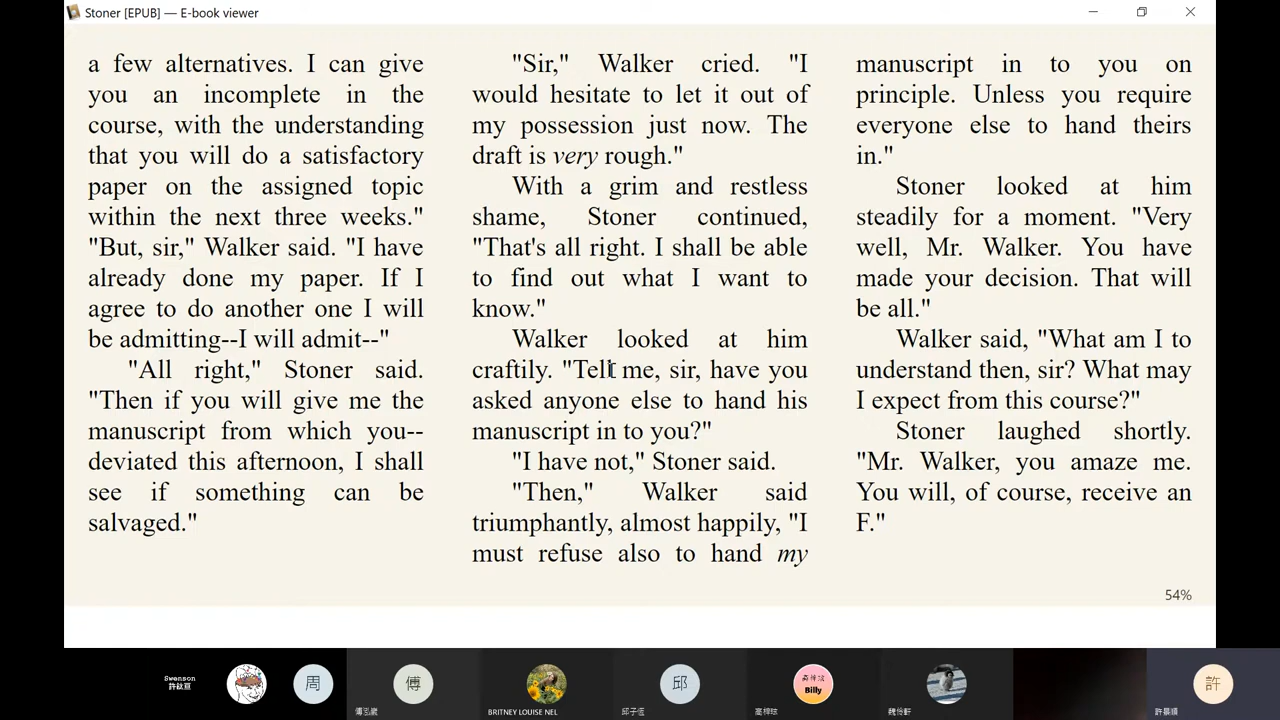 Stoner [EPUB] — E-book viewer
a few alternatives. I can give
you an incomplete in the
course, with the understanding
that you will do a satisfactory
paper on the assigned topic
within the next three weeks."
"But, sir," Walker said. "I have
already done my paper. If I
agree to do another one I will
be admitting--I will admit--"
"All right," Stoner said.
"Then if you will give me the
manuscript from which you--
deviated this afternoon, I shall
see if something can be
salvaged."
"Sir," Walker cried. "I
would hesitate to let it out of
my possession just now. The
draft is very rough."
With a grim and restless
shame, Stoner continued,
"That's all right. I shall be able
to find out what I want to
know."
Walker looked at him
craftily. "Tell me, sir, have you
asked anyone else to hand his
manuscript in to you?"
"I have not," Stoner said.
"Then," Walker said
triumphantly, almost happily, "I
must refuse also to hand my
manuscript in to you on
principle. Unless you require
everyone else to hand theirs
in."
Stoner looked at him
steadily for a moment. "Very
well, Mr. Walker. You have
made your decision. That will
be all."
Walker said, "What am I to
understand then, sir? What may
I expect from this course?"
Stoner laughed shortly.
"Mr. Walker, you amaze me.
You will, of course, receive an
F."
54%
Swenson
周
傅
BRITNEY LOUISE NEL
邱
Billy
許